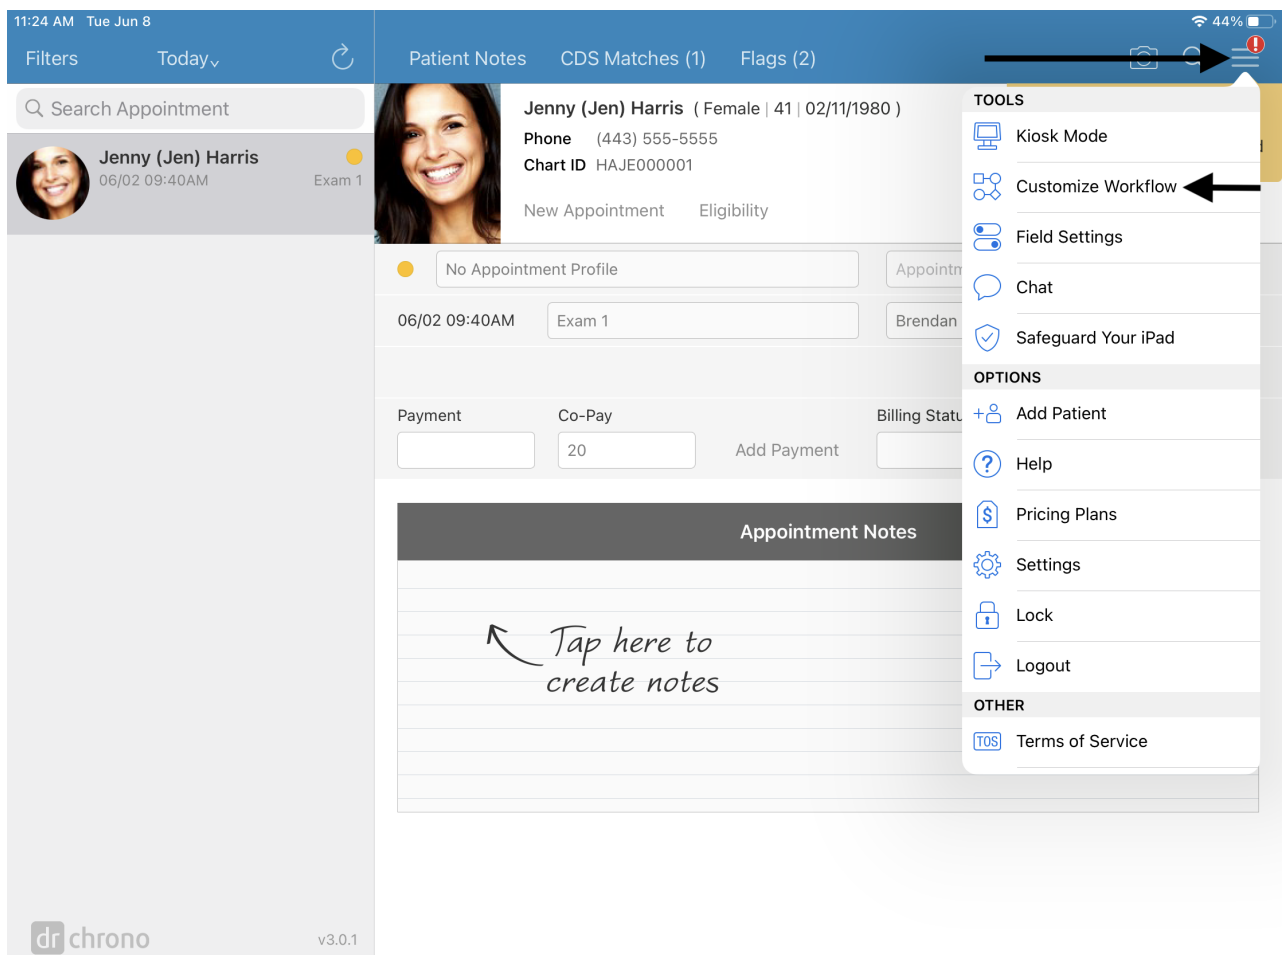 11:24 AM Tue Jun 8
44%
Filters Today
Patient Notes CDS Matches (1) Flags (2)
Search Appointment
Jenny (Jen) Harris
06/02 09:40AM Exam 1
Jenny (Jen) Harris ( Female | 41 | 02/11/1980 )
Phone (443) 555-5555
Chart ID HAJE000001
New Appointment Eligibility
No Appointment Profile
06/02 09:40AM Exam 1 Brendan
Payment Co-Pay
20 Add Payment
Appointment Notes
Tap here to
create notes
TOOLS
Kiosk Mode
Customize Workflow
Field Settings
Chat
Safeguard Your iPad
OPTIONS
Add Patient
? Help
$ Pricing Plans
Settings
Lock
Logout
OTHER
TOS Terms of Service
drchrono v3.0.1